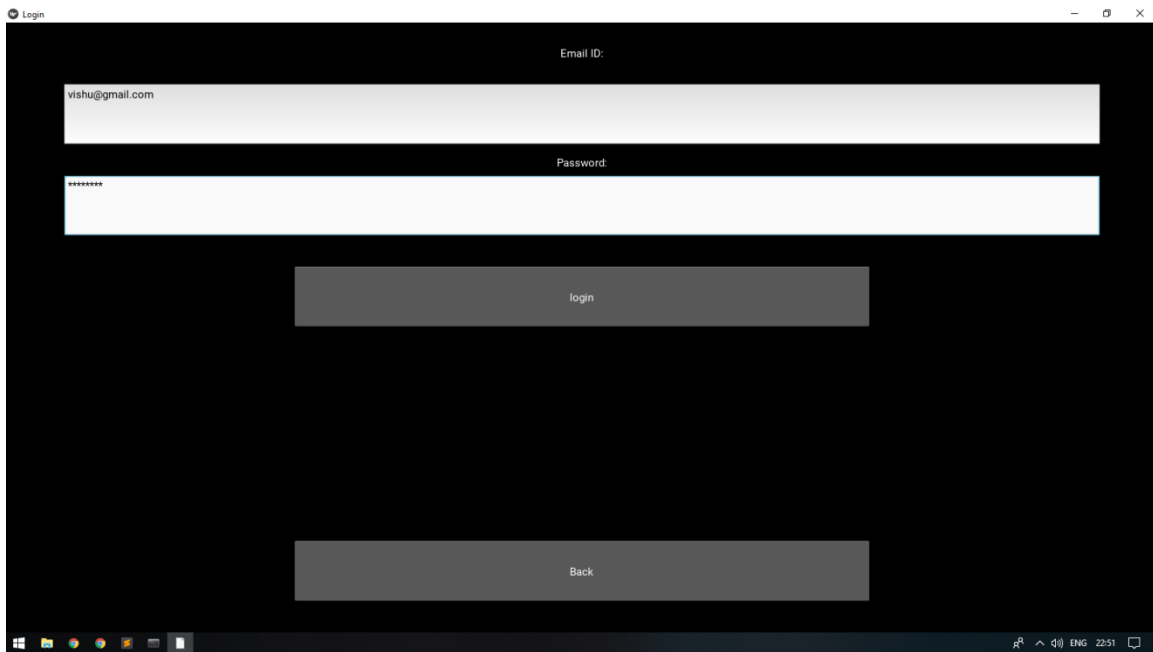 Login
Email ID:
vishu@gmail.com
Password:
********
login
Back
ENG 22:51